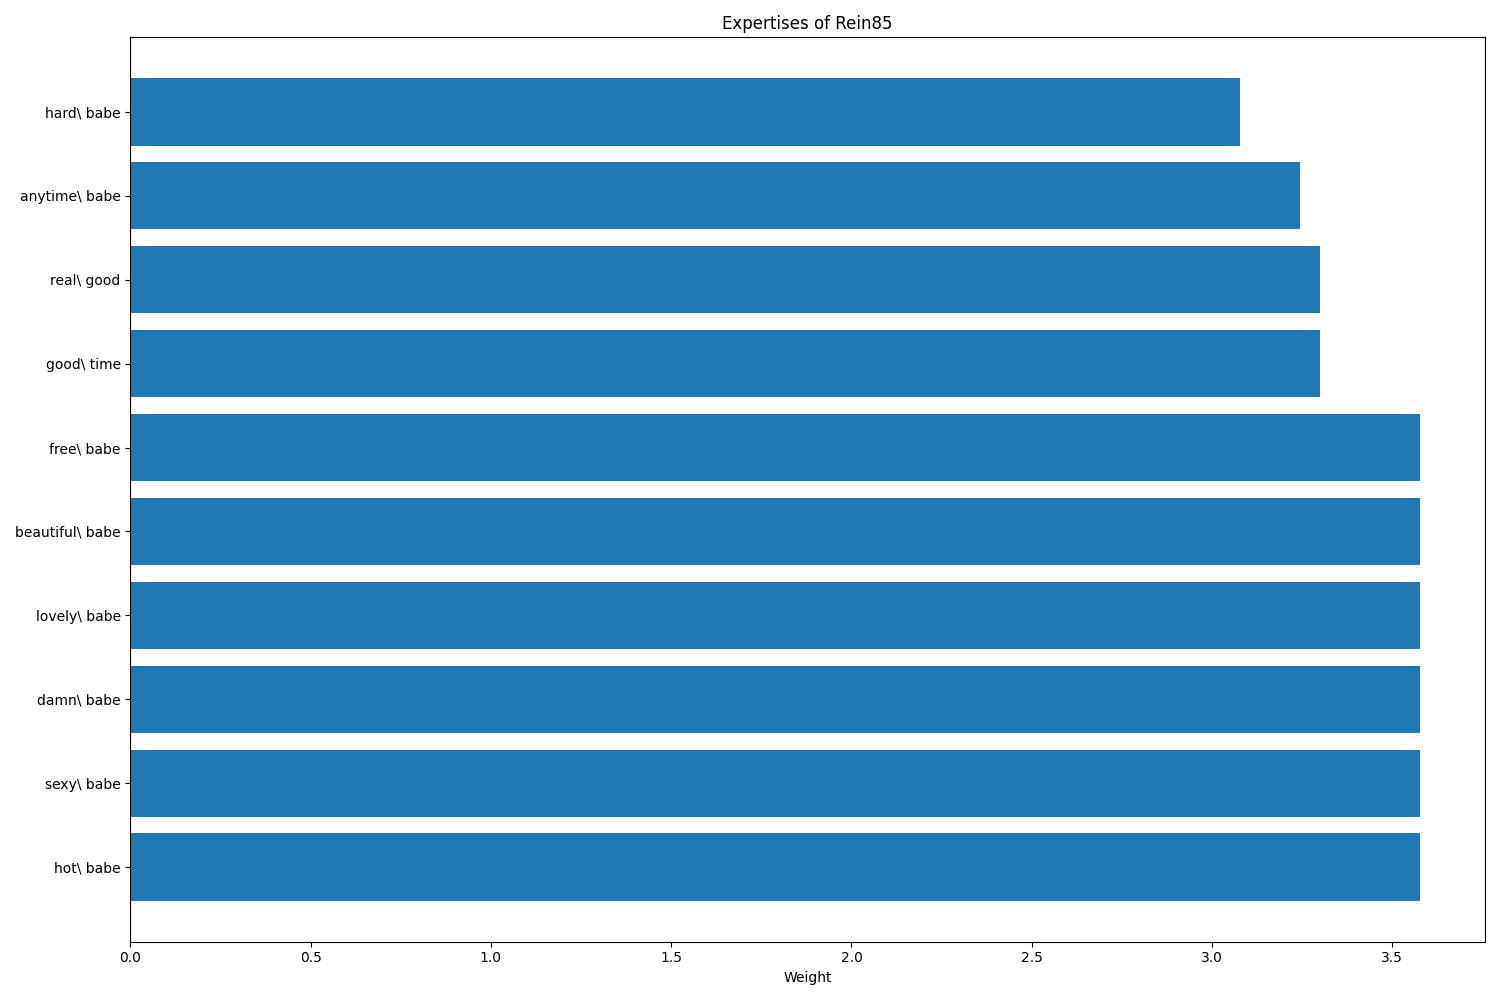 Expertises of Rein85
hard\ babe
anytime\ babe
real\ good
good\ time
free\ babe
beautiful\ babe
lovely\ babe
damn\ babe
sexy\ babe
hot\ babe
0.0 0.5 1.0 1.5 2.0 2.5 3.0 3.5
Weight